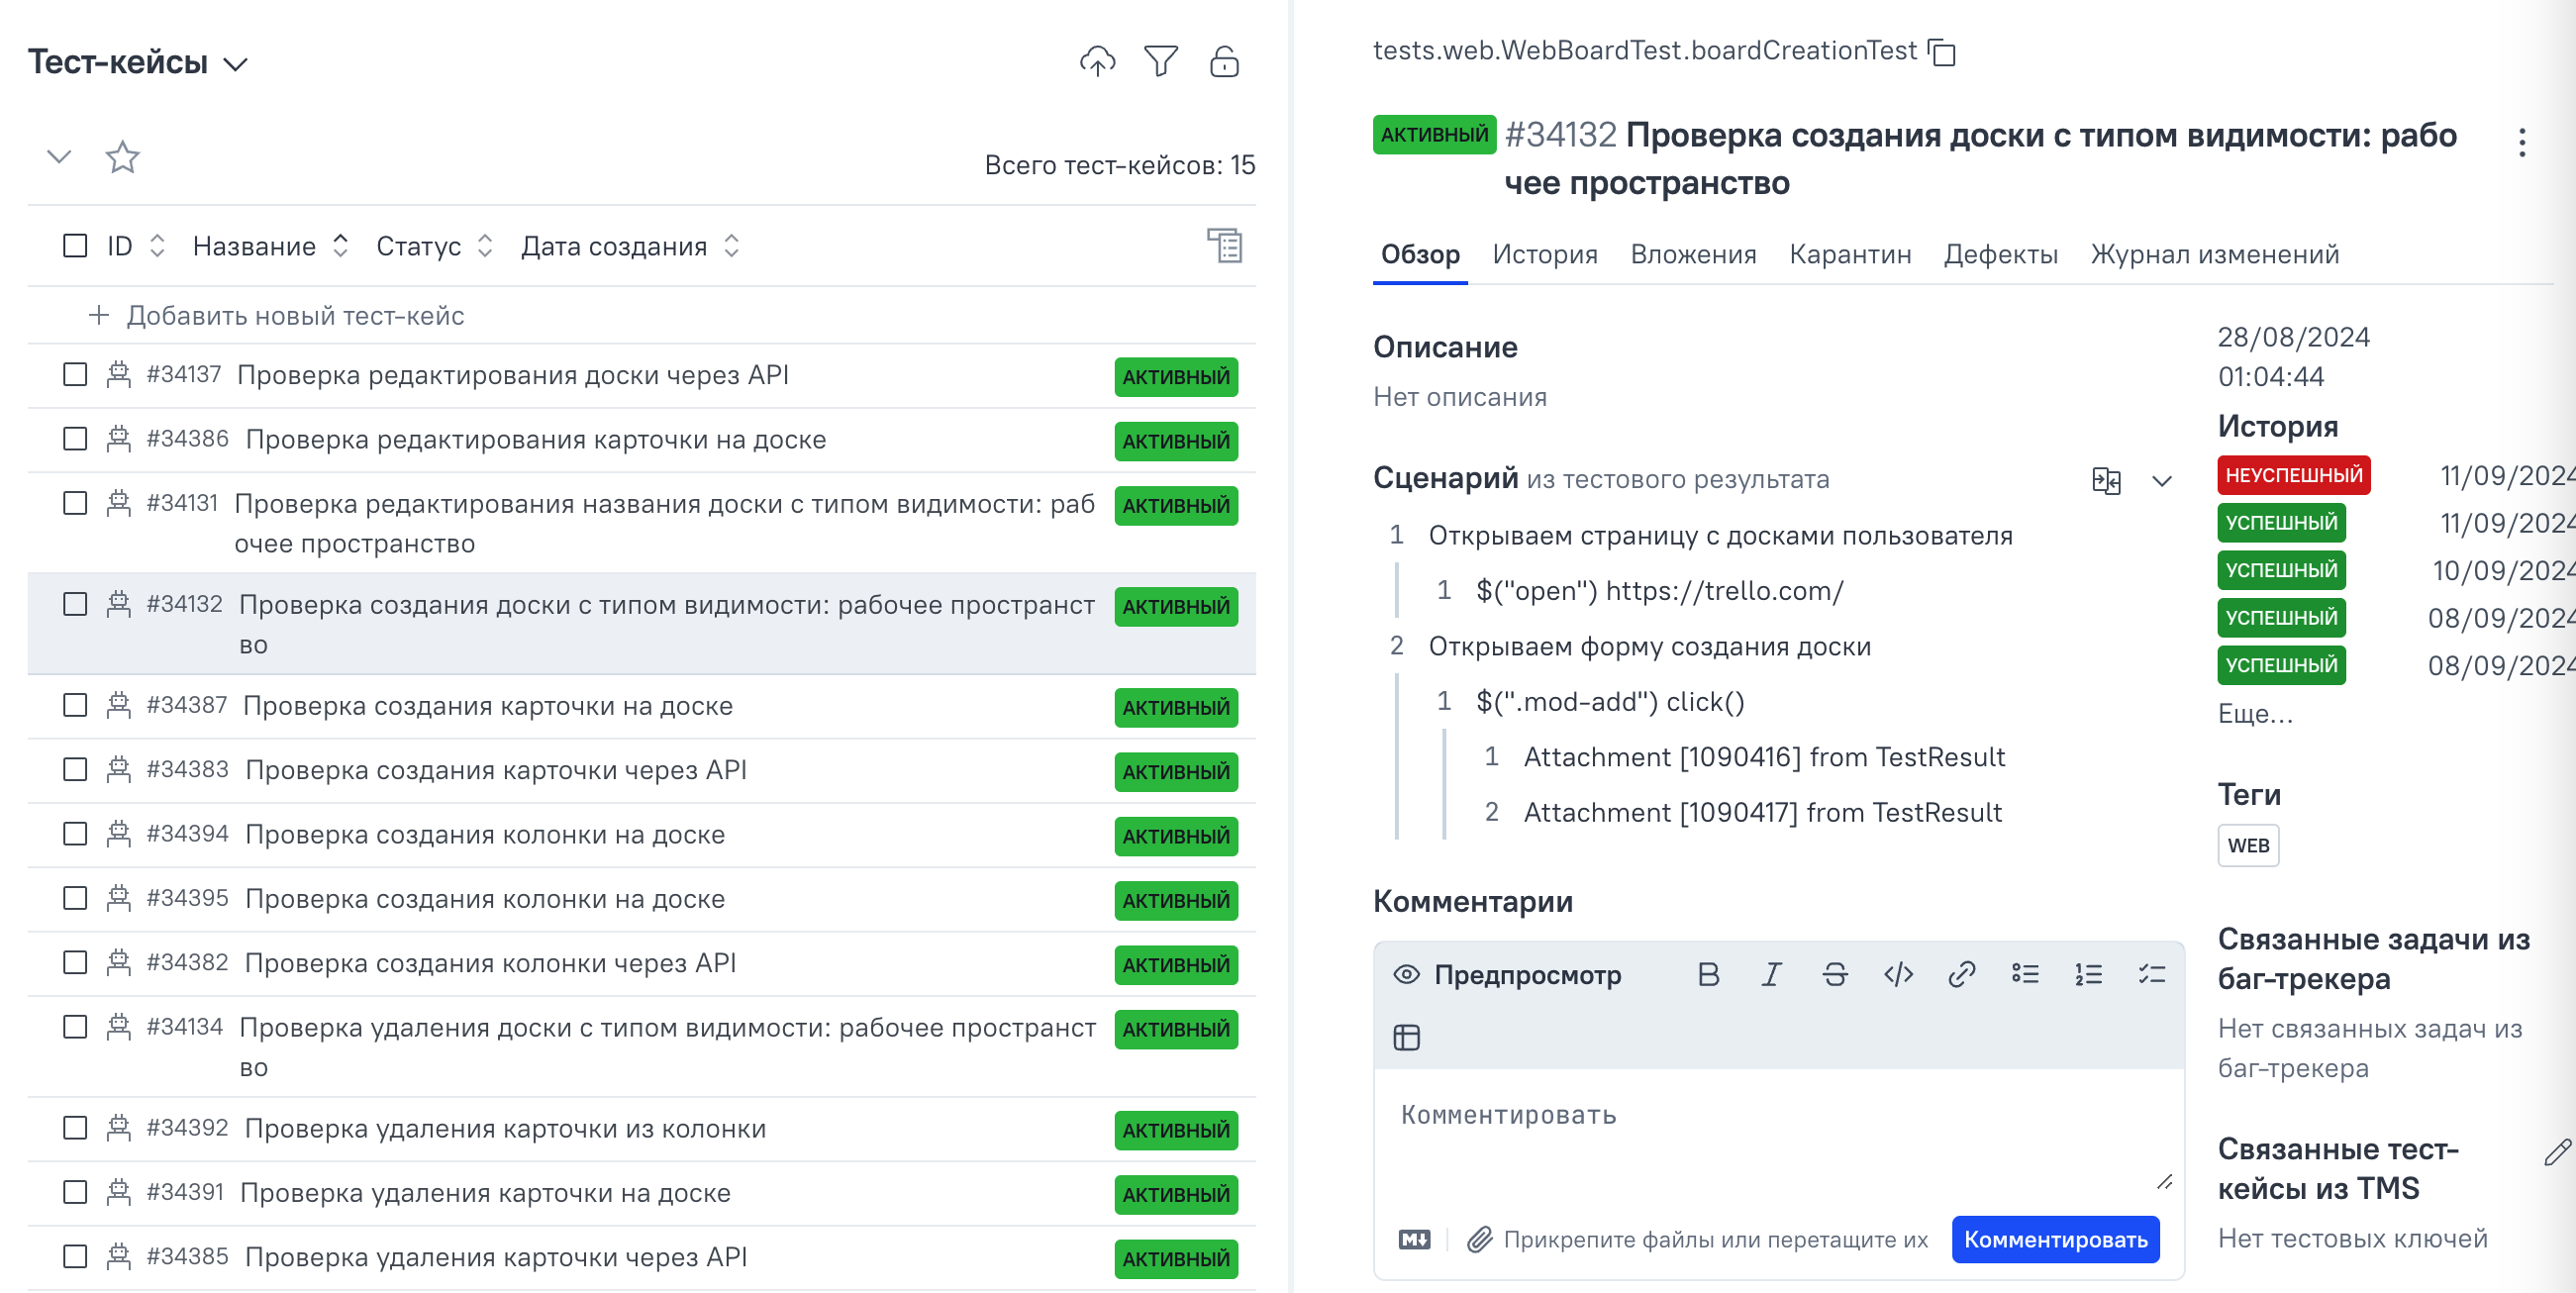 Тест-кейсы
Всего тест-кейсов: 15
ID Название Статус Дата создания
Добавить новый тест-кейс
#34137 Проверка редактирования доски через API АКТИВНЫЙ
#34386 Проверка редактирования карточки на доске АКТИВНЫЙ
#34131 Проверка редактирования названия доски с типом видимости: раб АКТИВНЫЙ
очее пространство
#34132 Проверка создания доски с типом видимости: рабочее пространст АКТИВНЫЙ
во
#34387 Проверка создания карточки на доске АКТИВНЫЙ
#34383 Проверка создания карточки через API АКТИВНЫЙ
#34394 Проверка создания колонки на доске АКТИВНЫЙ
#34395 Проверка создания колонки на доске АКТИВНЫЙ
#34382 Проверка создания колонки через API АКТИВНЫЙ
#34134 Проверка удаления доски с типом видимости: рабочее пространст АКТИВНЫЙ
во
#34392 Проверка удаления карточки из колонки АКТИВНЫЙ
#34391 Проверка удаления карточки на доске АКТИВНЫЙ
#34385 Проверка удаления карточки через API АКТИВНЫЙ
tests.web.WebBoardTest.boardCreationTest
АКТИВНЫЙ #34132 Проверка создания доски с типом видимости: рабо
чее пространство
Обзор История Вложения Карантин Дефекты Журнал изменений
Описание
Нет описания
Сценарий из тестового результата
1 Открываем страницу с досками пользователя
1 $("open") https://trello.com/
2 Открываем форму создания доски
1 $(".mod-add") click()
1 Attachment [1090416] from TestResult
2 Attachment [1090417] from TestResult
Комментарии
Предпросмотр
Комментировать
Прикрепите файлы или перетащите их Комментировать
28/08/2024
01:04:44
История
НЕУСПЕШНЫЙ 11/09/2024
УСПЕШНЫЙ 11/09/2024
УСПЕШНЫЙ 10/09/2024
УСПЕШНЫЙ 08/09/2024
УСПЕШНЫЙ 08/09/2024
Еще...
Теги
WEB
Связанные задачи из
баг-трекера
Нет связанных задач из
баг-трекера
Связанные тест-
кейсы из TMS
Нет тестовых ключей